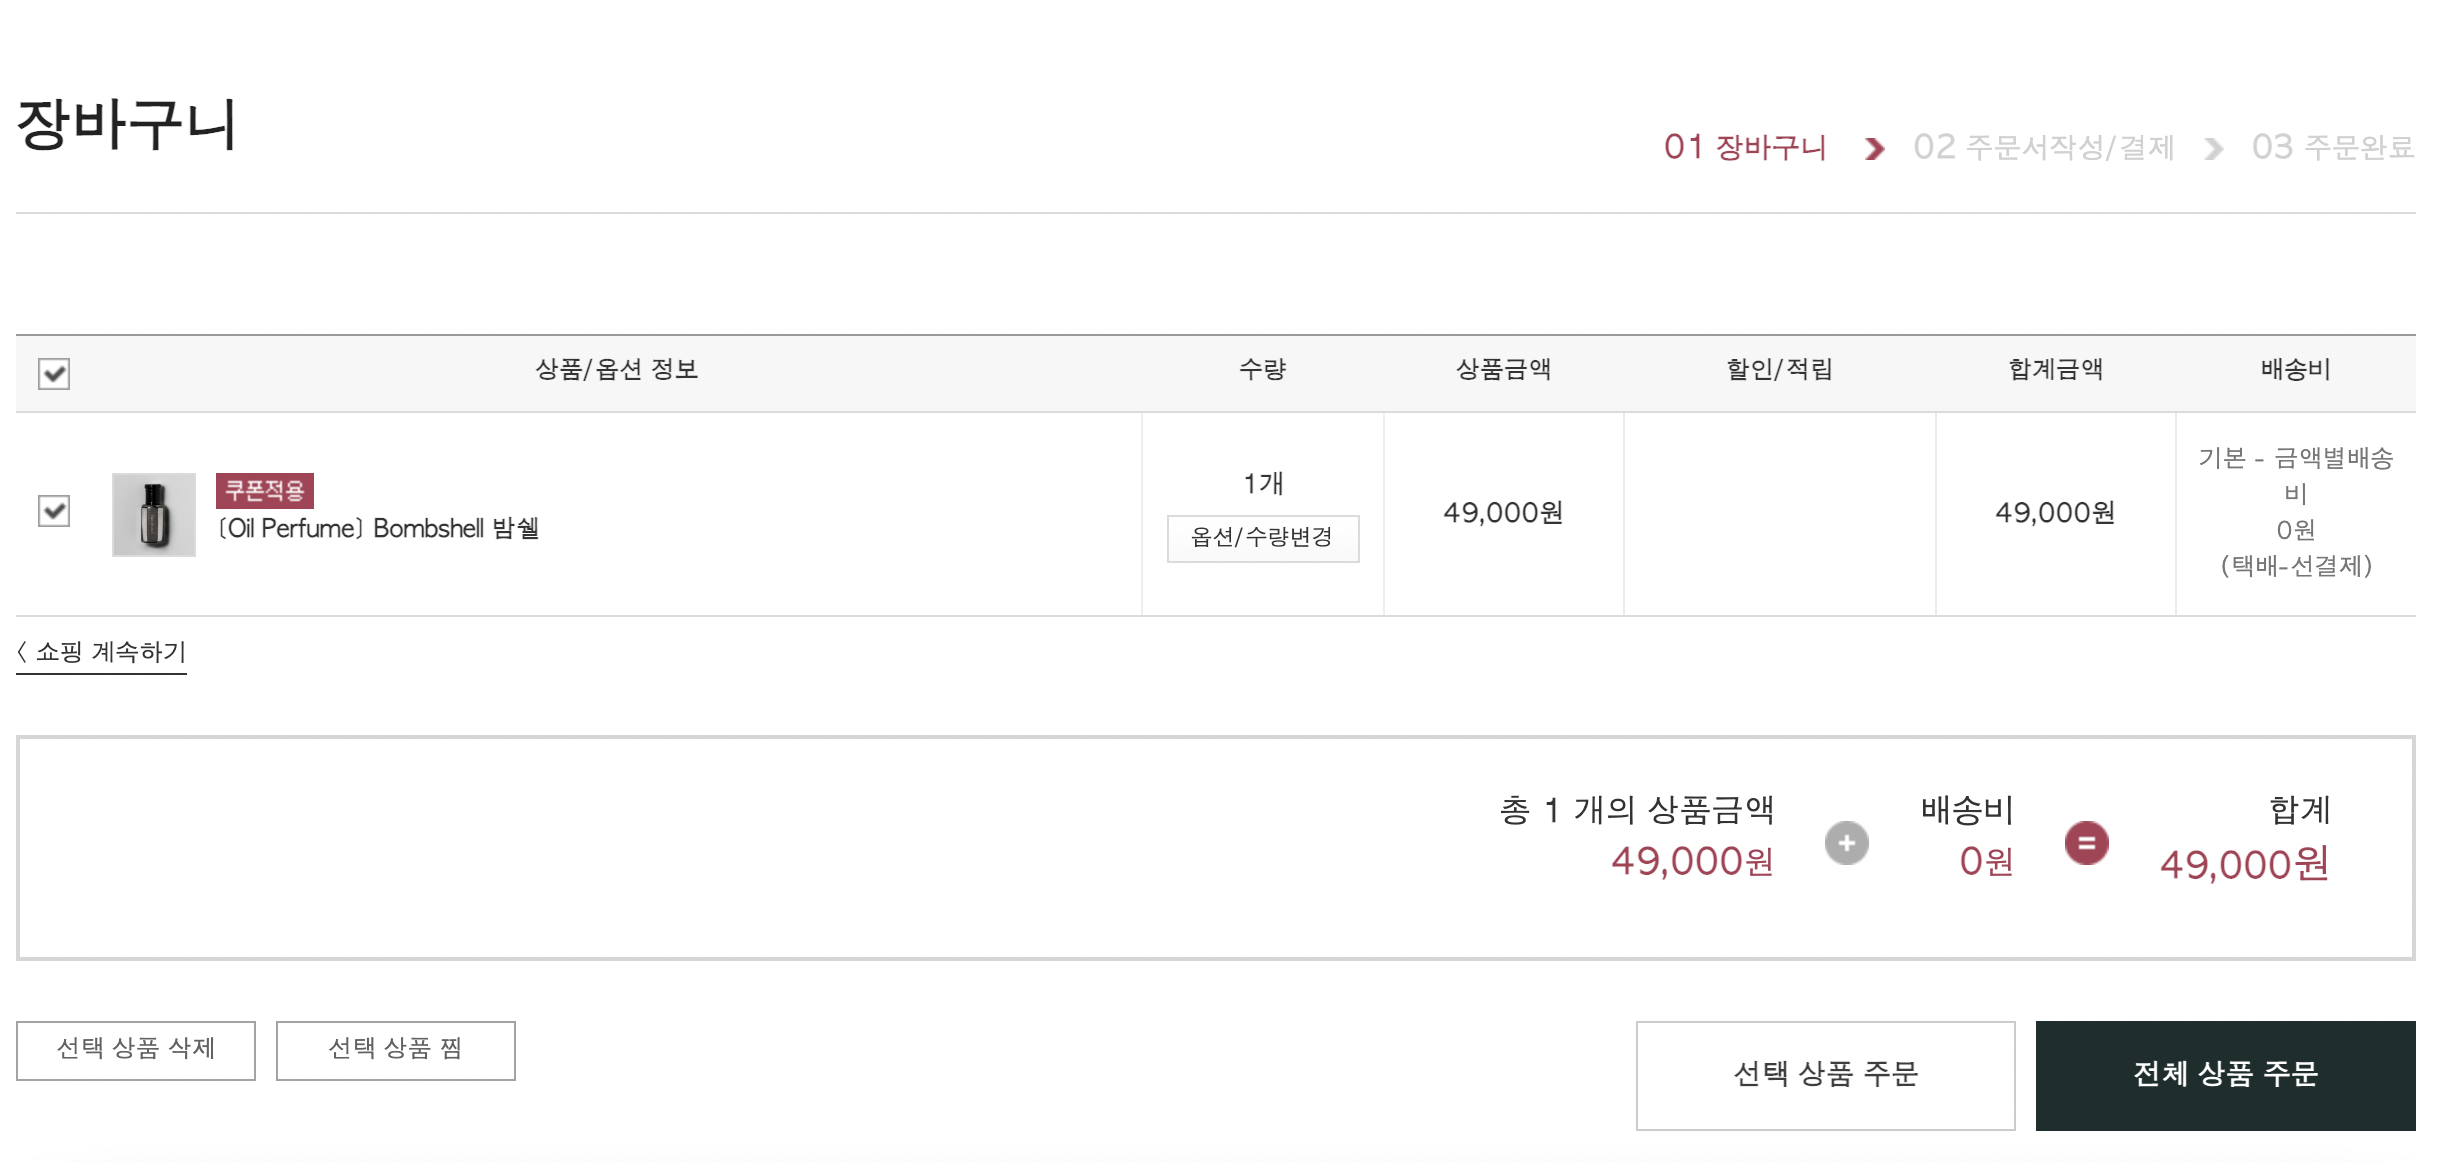 장바구니
01 장바구니 02 주문서작성/결제 03 주문완료
상품/옵션 정보 수량 상품금액 할인/적립 합계금액 배송비
쿠폰적용
[Oil Perfume] Bombshell 밤쉘
1개
옵션/수량변경
49,000원
49,000원
기본 - 금액별배송
비
0원
(택배-선결제)
〈 쇼핑 계속하기
총 1 개의 상품금액
49,000원
+
배송비
0원
=
합계
49,000원
선택 상품 삭제
선택 상품 찜
선택 상품 주문
전체 상품 주문